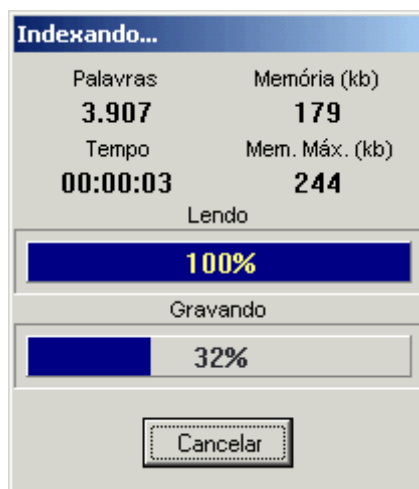 Indexando...
Palavras Memória (kb)
3.907 179
Tempo Mem. Máx. (kb)
00:00:03 244
Lendo
100%
Gravando
32%
Cancelar